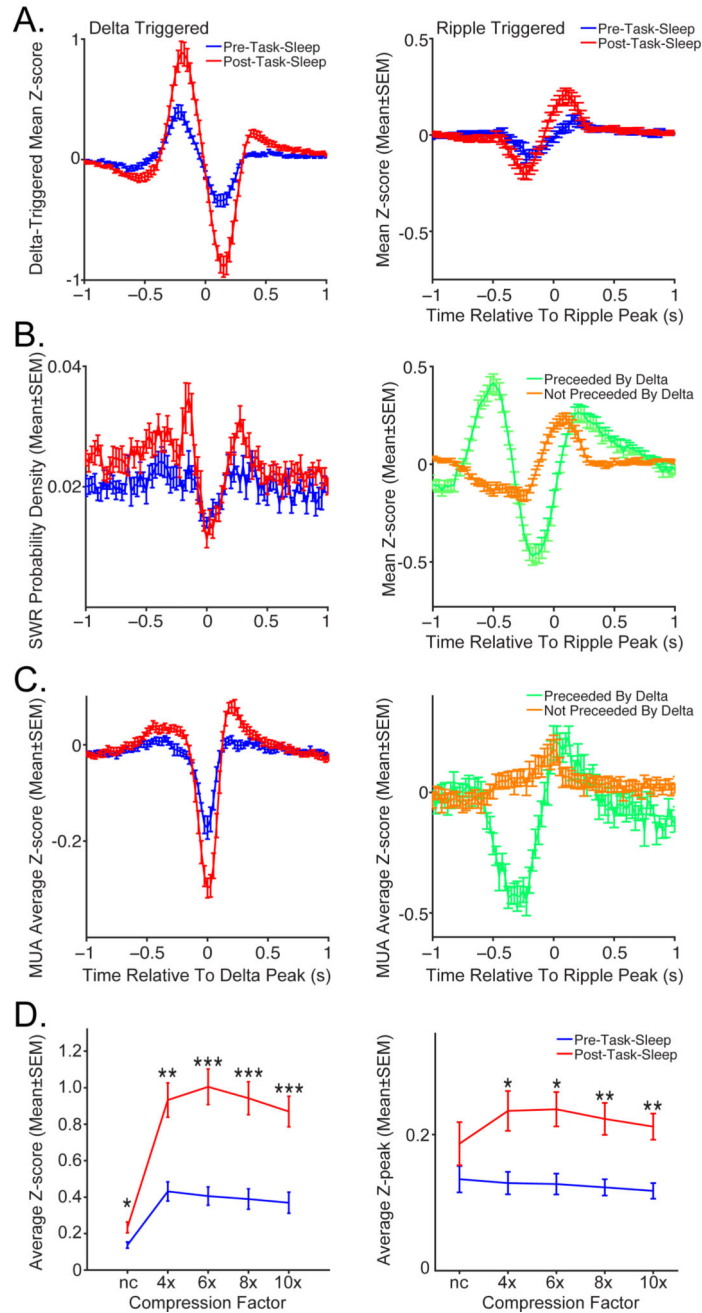 A.
Delta Triggered
Pre-Task-Sleep
Post-Task-Sleep
Delta-Triggered Mean Z-score
1
0
-1
−1 −0.5 0 0.5 1
Ripple Triggered
Pre-Task-Sleep
Post-Task-Sleep
Mean Z-score (Mean±SEM)
0.5
0
-0.5
−1 −0.5 0 0.5 1
Time Relative To Ripple Peak (s)
B.
SWR Probability Density (Mean±SEM)
0.04
0.02
−1 −0.5 0 0.5 1
Preceeded By Delta
Not Preceeded By Delta
Mean Z-score (Mean±SEM)
0.5
0
-0.5
−1 −0.5 0 0.5 1
Time Relative To Ripple Peak (s)
C.
MUA Average Z-score (Mean±SEM)
0
-0.2
−1 −0.5 0 0.5 1
Time Relative To Delta Peak (s)
Preceeded By Delta
Not Preceeded By Delta
MUA Average Z-score (Mean±SEM)
0
-0.5
−1 −0.5 0 0.5 1
Time Relative To Ripple Peak (s)
D.
Average Z-score (Mean±SEM)
1.2
1.0
0.8
0.6
0.4
0.2
0
* ** *** *** ***
nc 4x 6x 8x 10x
Compression Factor
Pre-Task-Sleep
Post-Task-Sleep
Average Z-peak (Mean±SEM)
0.2
0
* * ** **
nc 4x 6x 8x 10x
Compression Factor